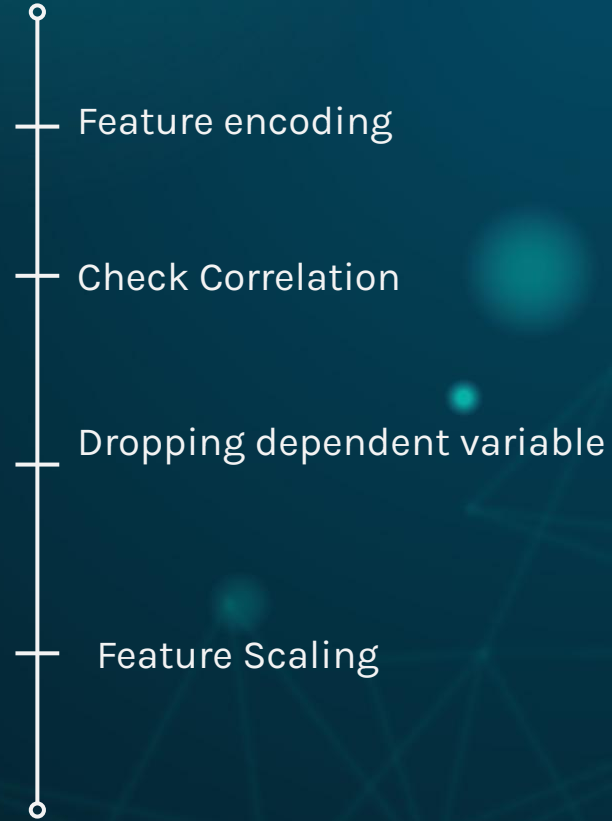 Feature encoding
Check Correlation
Dropping dependent variable
Feature Scaling